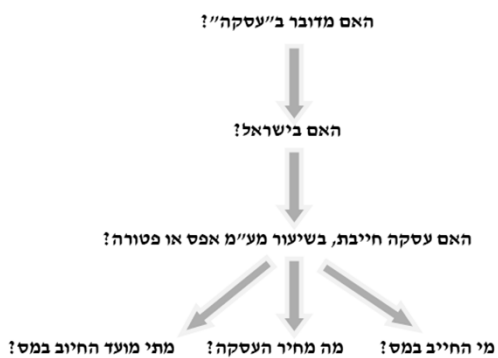 האם מדובר ב"עסקה"?
האם בישראל?
האם עסקה חייבת, בשיעור מע"מ אפס או פטורה?
מי החייב במס?
מה מחיר העסקה?
מתי מועד החיוב במס?